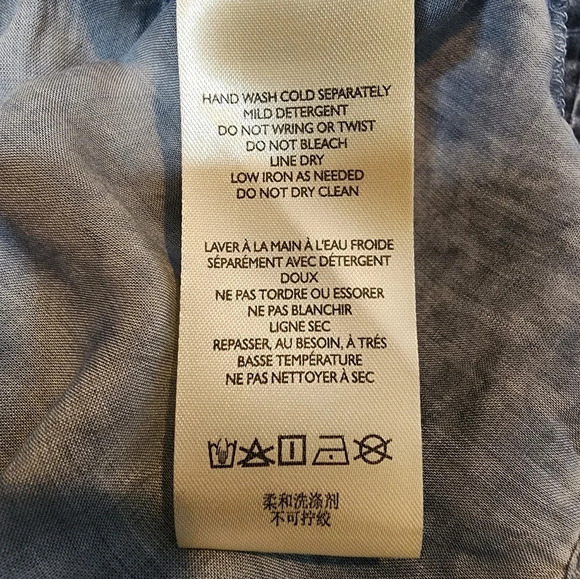 HAND WASH COLD SEPARATELY
MILD DETERGENT
DO NOT WRING OR TWIST
DO NOT BLEACH
LINE DRY
LOW IRON AS NEEDED
DO NOT DRY CLEAN
LAVER À LA MAIN À L'EAU FROIDE
SÉPARÉMENT AVEC DÉTERGENT
DOUX
NE PAS TORDRE OU ESSORER
NE PAS BLANCHIR
LIGNE SEC
REPASSER, AU BESOIN, À TRÉS
BASSE TEMPÉRATURE
NE PAS NETTOYER À SEC
柔和洗涤剂
不可拧绞